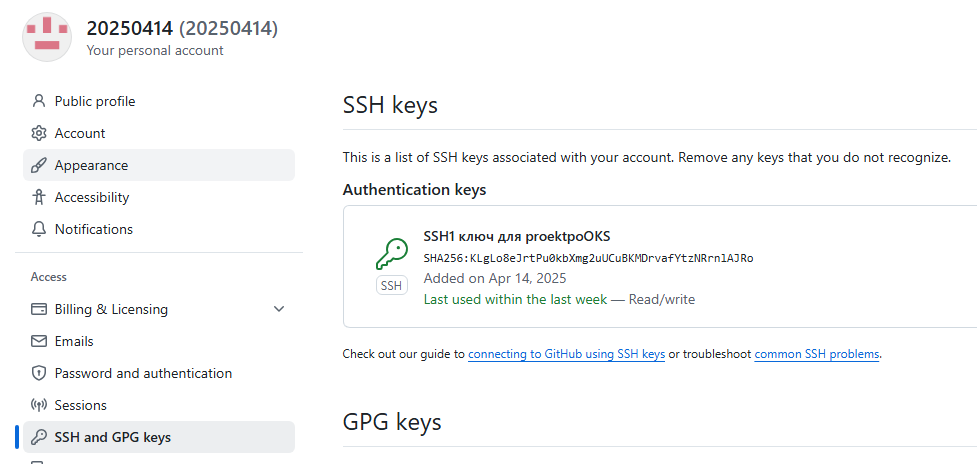 20250414 (20250414)
Your personal account
Public profile
Account
Appearance
Accessibility
Notifications
Access
Billing & Licensing
Emails
Password and authentication
Sessions
SSH and GPG keys
SSH keys
This is a list of SSH keys associated with your account. Remove any keys that you do not recognize.
Authentication keys
SSH1 ключ для proektpoOKS
SHA256:KLgLo8eJrtPu0kbXmg2uUCuBKMDrvafYtzNRrnlAJRo
SSH
Added on Apr 14, 2025
Last used within the last week — Read/write
Check out our guide to connecting to GitHub using SSH keys or troubleshoot common SSH problems.
GPG keys